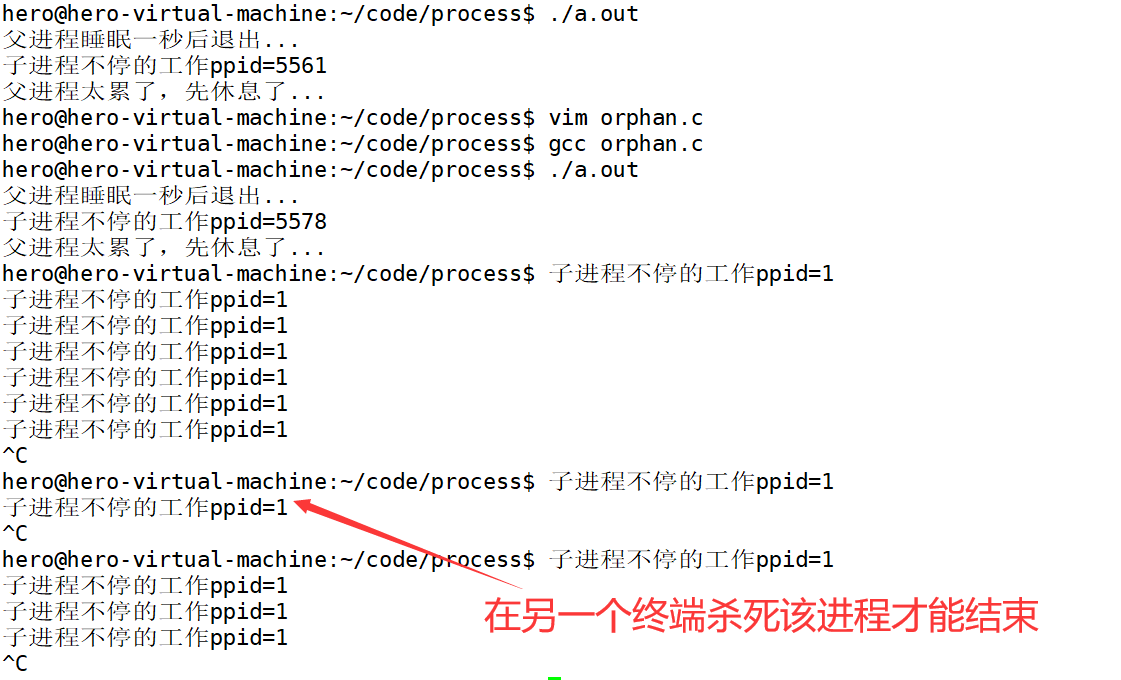 hero@hero-virtual-machine:~/code/process$ ./a.out
父进程睡眠一秒后退出...
子进程不停的工作ppid=5561
父进程太累了，先休息了...
hero@hero-virtual-machine:~/code/process$ vim orphan.c
hero@hero-virtual-machine:~/code/process$ gcc orphan.c
hero@hero-virtual-machine:~/code/process$ ./a.out
父进程睡眠一秒后退出...
子进程不停的工作ppid=5578
父进程太累了，先休息了...
hero@hero-virtual-machine:~/code/process$ 子进程不停的工作ppid=1
子进程不停的工作ppid=1
子进程不停的工作ppid=1
子进程不停的工作ppid=1
子进程不停的工作ppid=1
子进程不停的工作ppid=1
子进程不停的工作ppid=1
^C
hero@hero-virtual-machine:~/code/process$ 子进程不停的工作ppid=1
子进程不停的工作ppid=1
^C
hero@hero-virtual-machine:~/code/process$ 子进程不停的工作ppid=1
子进程不停的工作ppid=1
子进程不停的工作ppid=1
子进程不停的工作ppid=1
^C
在另一个终端杀死该进程才能结束